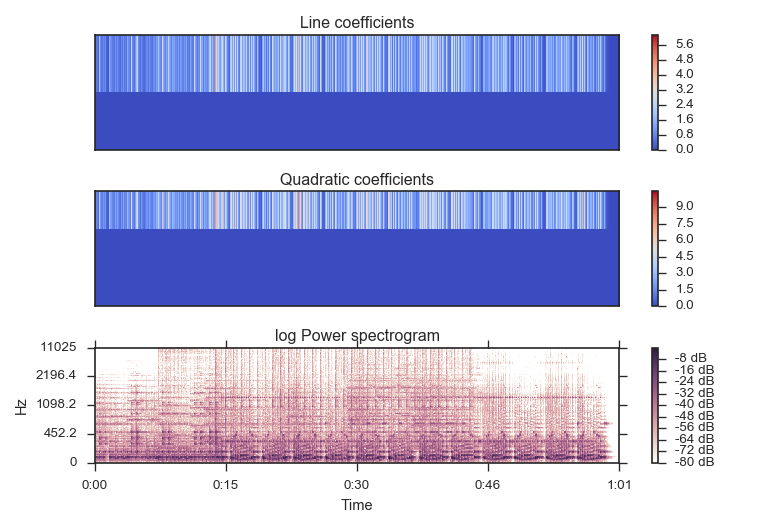 Line coefficients
5.6
4.8
4.0
3.2
2.4
1.6
0.8
0.0
Quadratic coefficients
9.0
7.5
6.0
4.5
3.0
1.5
0.0
log Power spectrogram
11025
2196.4
1098.2
452.2
0
Hz
-8 dB
-16 dB
-24 dB
-32 dB
-40 dB
-48 dB
-56 dB
-64 dB
-72 dB
-80 dB
0:00
0:15
0:30
0:46
1:01
Time